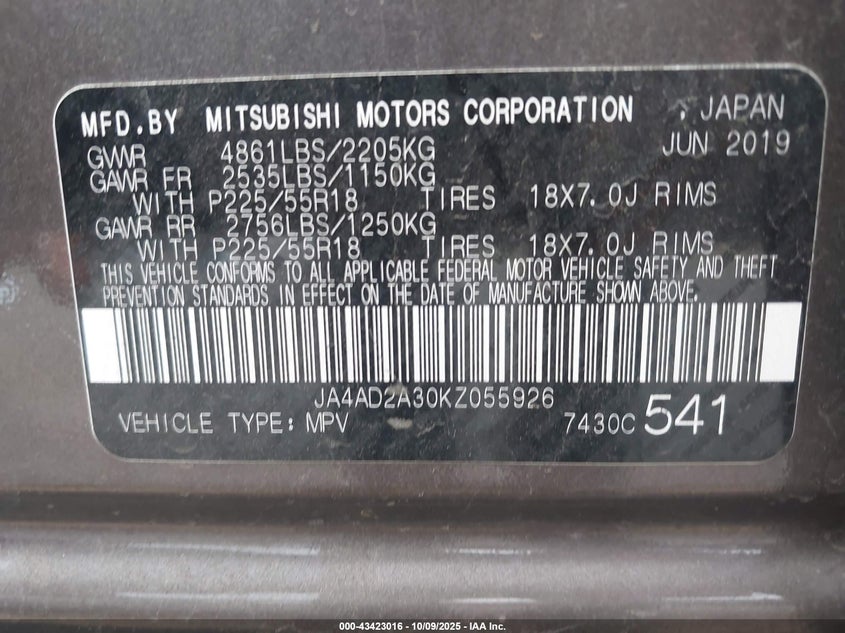 MFD.BY MITSUBISHI MOTORS CORPORATION , JAPAN
GVWR 4861LBS/2205KG JUN 2019
GAWR FR 2535LBS/1150KG
WITH P225/55R18 TIRES 18X7.0J RIMS
GAWR RR 2756LBS/1250KG
WITH P225/55R18 TIRES 18X7.0J RIMS
THIS VEHICLE CONFORMS TO ALL APPLICABLE FEDERAL MOTOR VEHICLE SAFETY AND THEFT
PREVENTION STANDARDS IN EFFECT ON THE DATE OF MANUFACTURE SHOWN ABOVE.
JA4AD2A30KZ055926
VEHICLE TYPE: MPV 7430C 541
000-43423016 - 10/09/2025 - IAA Inc.